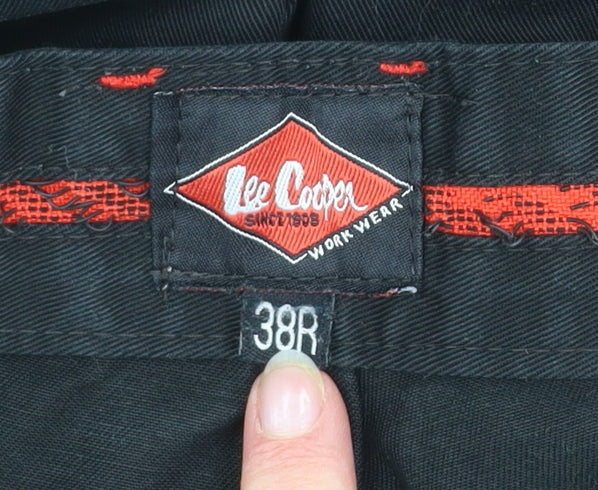 Lee Cooper
SINCE 1908
WORK WEAR
38R